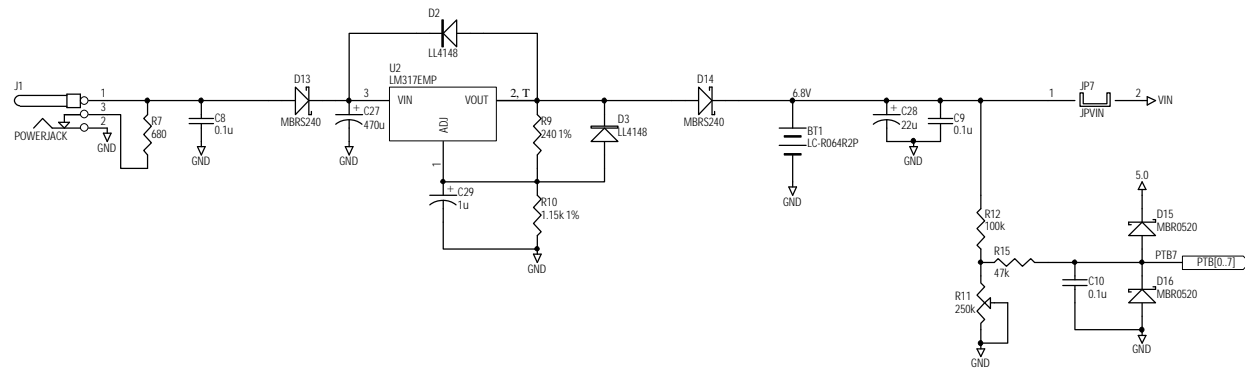 J1
1
3
2
POWERJACK
GND
R7
680
C8
0.1u
GND
D13
MBRS240
D2
LL4148
U2
LM317EMP
3
VIN
VOUT
2, T
ADJ
1
+
C27
470u
GND
R9
240 1%
D3
LL4148
+
C29
1u
R10
1.15k 1%
GND
D14
MBRS240
6.8V
BT1
LC-R064R2P
GND
+
C28
22u
C9
0.1u
GND
1
JP7
2
VIN
JPVIN
R12
100k
R15
47k
R11
250k
GND
C10
0.1u
5.0
D15
MBR0520
PTB7
PTB[0..7]
D16
MBR0520
GND